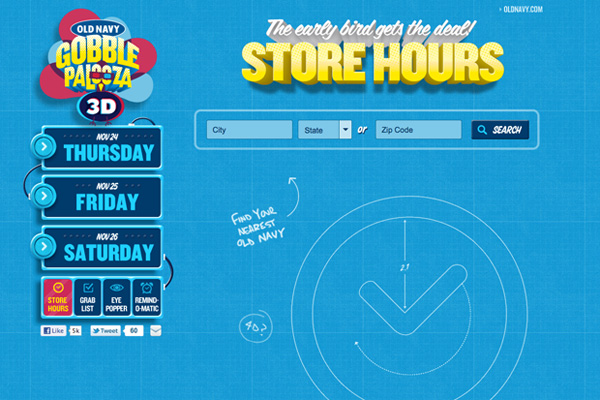 OLDNAVY.COM
OLD NAVY
GOBBLE
PALOOZA
3D
The early bird gets the deal!
STORE HOURS
City
State
or
Zip Code
SEARCH
NOV 24
THURSDAY
NOV 25
FRIDAY
NOV 26
SATURDAY
STORE HOURS
GRAB LIST
EYE POPPER
REMIND-O-MATIC
Like
5k
Tweet
60
FIND YOUR
NEAREST
OLD NAVY